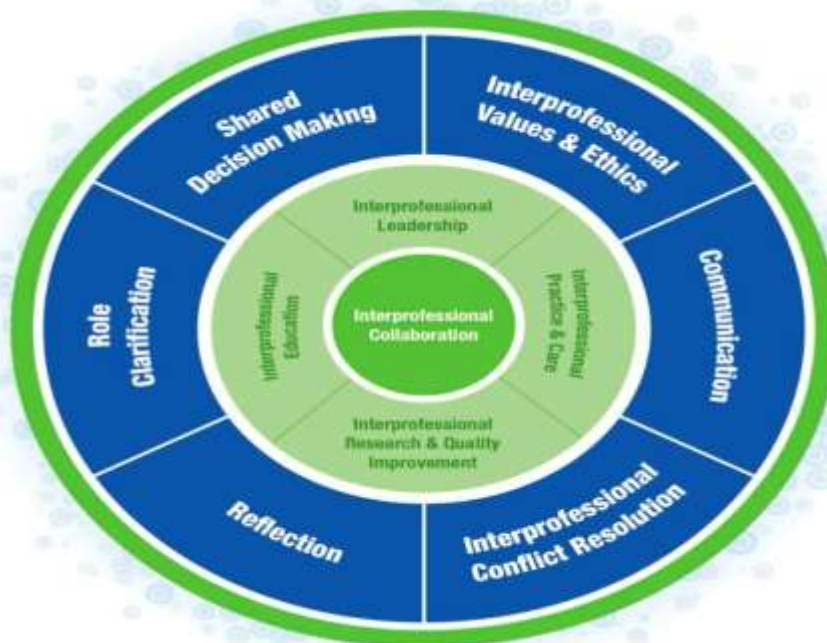 Shared
Decision Making
Interprofessional
Values & Ethics
Communication
Interprofessional
Conflict Resolution
Reflection
Role
Clarification
Interprofessional
Leadership
Interprofessional
Practice & Care
Interprofessional
Research & Quality
Improvement
Interprofessional
Education
Interprofessional
Collaboration